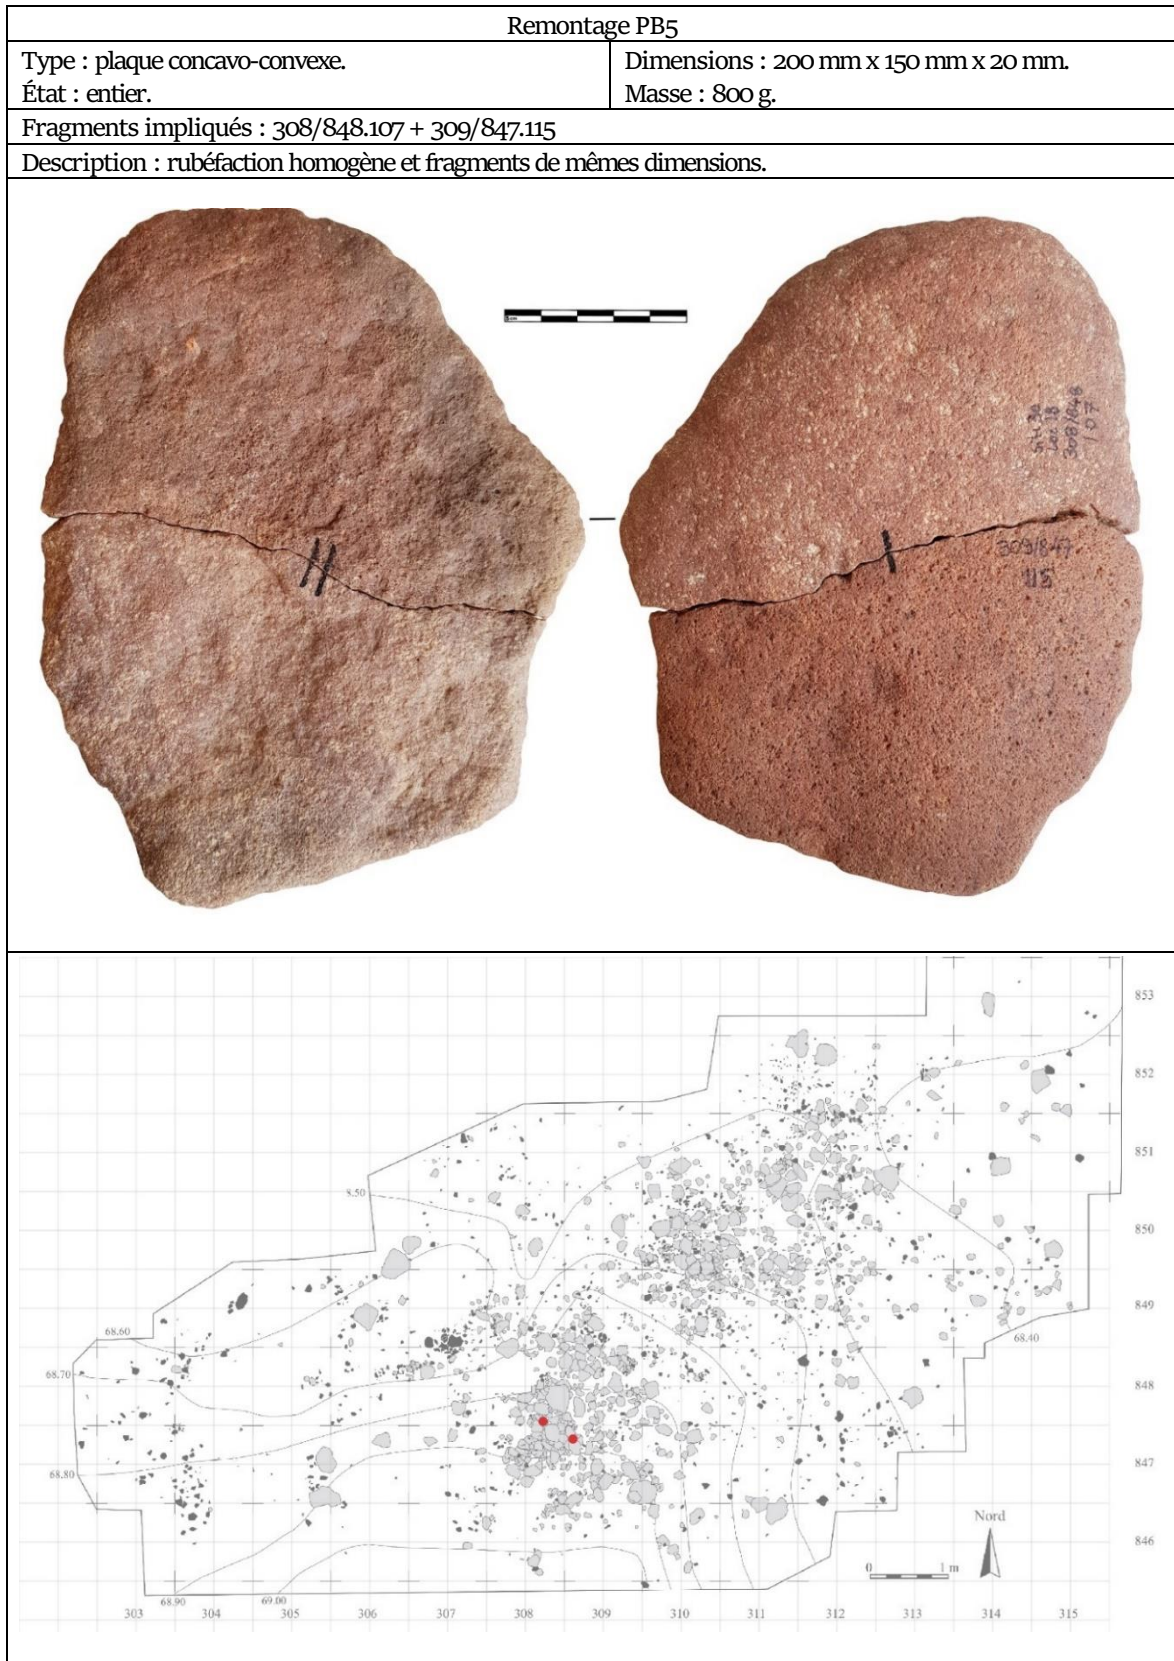 Remontage PB5
Type : plaque concavo-convexe.
État : entier.
Dimensions : 200 mm x 150 mm x 20 mm.
Masse : 800 g.
Fragments impliqués : 308/848.107 + 309/847.115
Description : rubéfaction homogène et fragments de mêmes dimensions.
5 cm
308/848
107
309/847
115
853
852
851
8.50
850
849
68.60
68.40
68.70
848
68.80
847
Nord
846
0 1 m
68.90
69.00
303 304 305 306 307 308 309 310 311 312 313 314 315